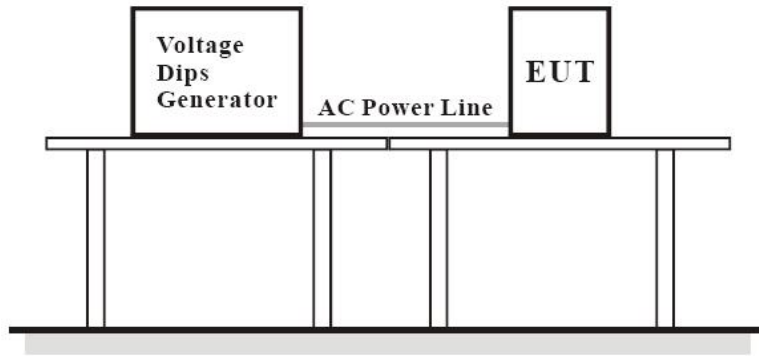 Voltage
Dips
Generator
AC Power Line
EUT